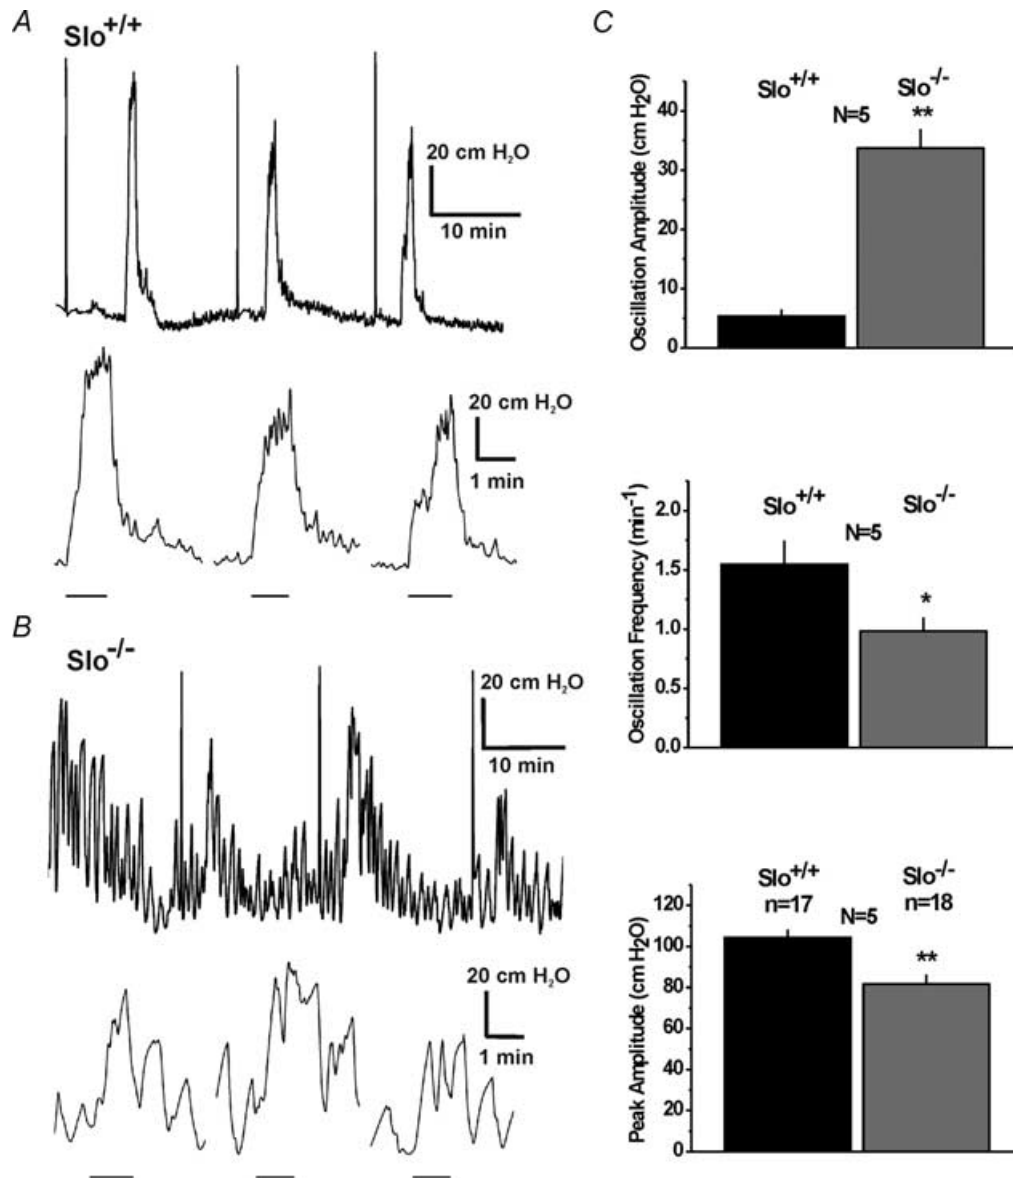 A
Slo+/+
20 cm H2O
10 min
20 cm H2O
1 min
B
Slo-/-
20 cm H2O
10 min
20 cm H2O
1 min
C
Oscillation Amplitude (cm H2O)
40
30
20
10
0
Slo+/+
Slo-/-
N=5
**
Oscillation Frequency (min-1)
2.0
1.5
1.0
0.5
0.0
Slo+/+
Slo-/-
N=5
*
Peak Amplitude (cm H2O)
120
100
80
60
40
20
0
Slo+/+
n=17
N=5
Slo-/-
n=18
**